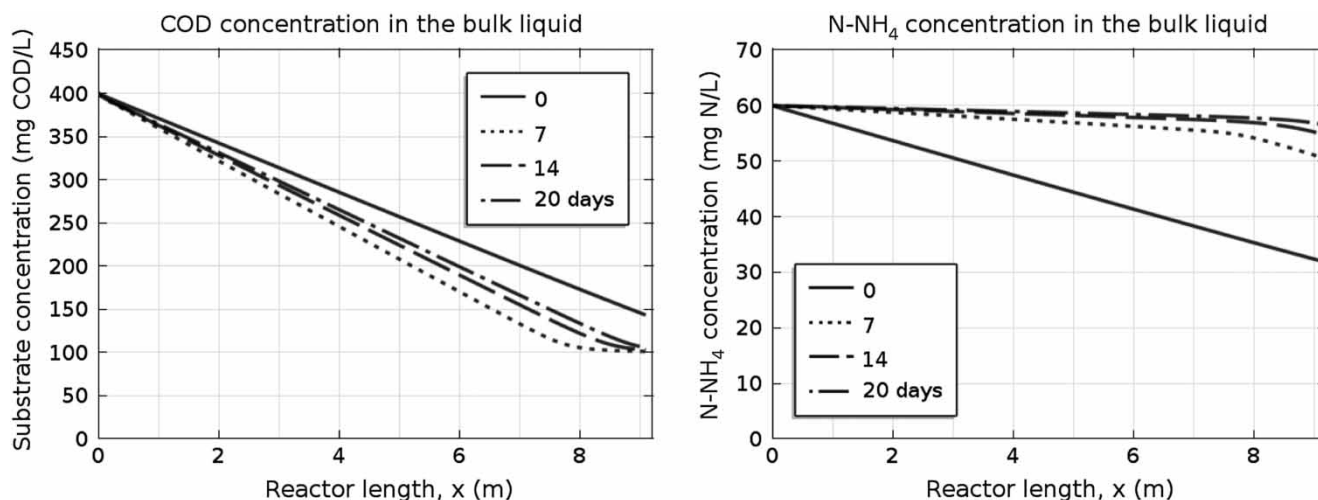 COD concentration in the bulk liquid
Substrate concentration (mg COD/L)
450
400
350
300
250
200
150
100
50
0
0
7
14
20 days
0 2 4 6 8
Reactor length, x (m)
N-NH4 concentration in the bulk liquid
N-NH4 concentration (mg N/L)
70
60
50
40
30
20
10
0
0
7
14
20 days
0 2 4 6 8
Reactor length, x (m)